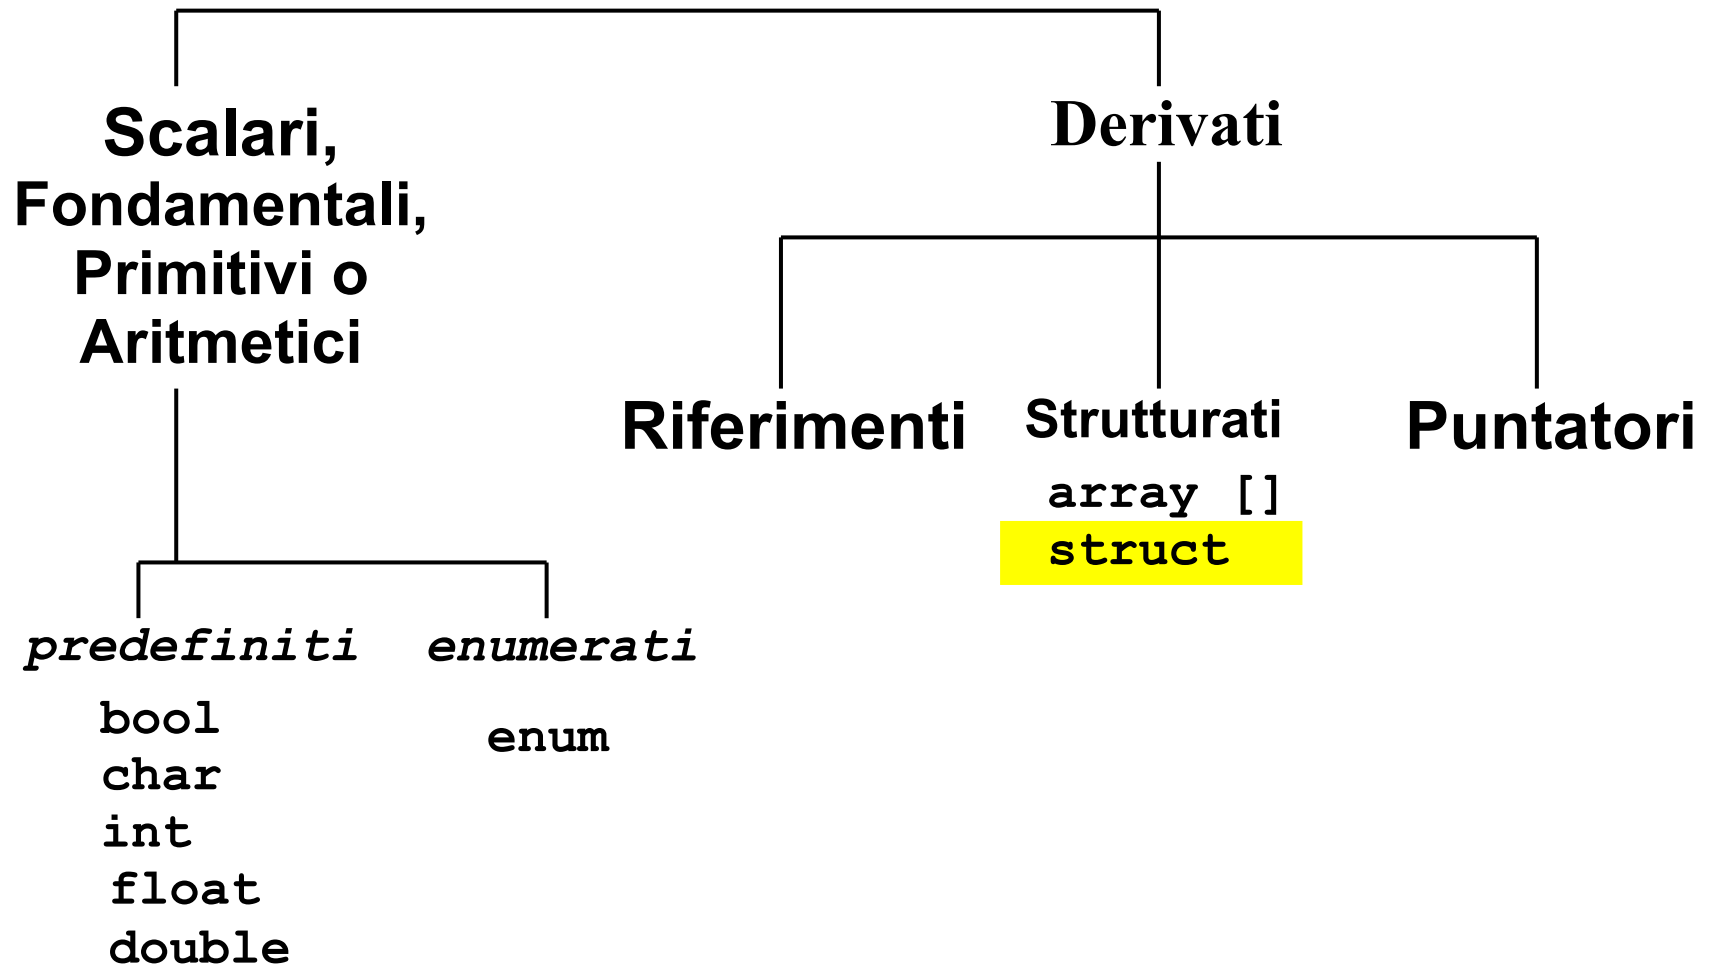 Scalari,
Fondamentali,
Primitivi o
Aritmetici
Derivati
Riferimenti
Strutturati
array []
struct
Puntatori
predefiniti
bool
char
int
float
double
enumerati
enum